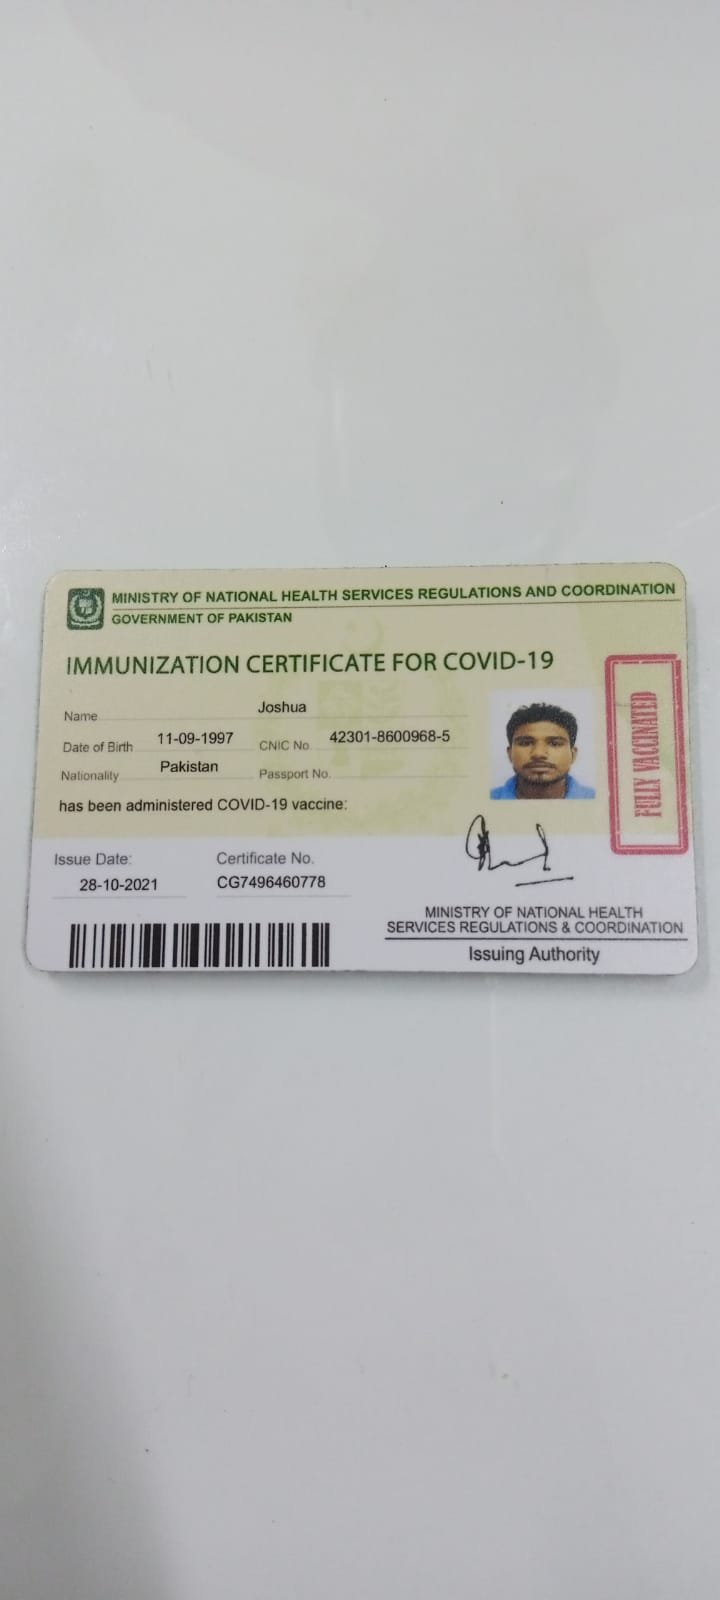 MINISTRY OF NATIONAL HEALTH SERVICES REGULATIONS AND COORDINATION
GOVERNMENT OF PAKISTAN
IMMUNIZATION CERTIFICATE FOR COVID-19
Name Joshua
Date of Birth 11-09-1997 CNIC No. 42301-8600968-5
Nationality Pakistan Passport No.
has been administered COVID-19 vaccine:
FULLY VACCINATED
Issue Date: Certificate No.
28-10-2021 CG7496460778
MINISTRY OF NATIONAL HEALTH
SERVICES REGULATIONS & COORDINATION
Issuing Authority